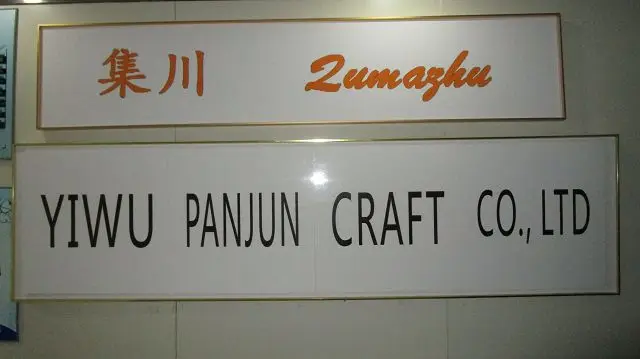 集川 Qumazhu
YIWU PANJUN CRAFT CO., LTD